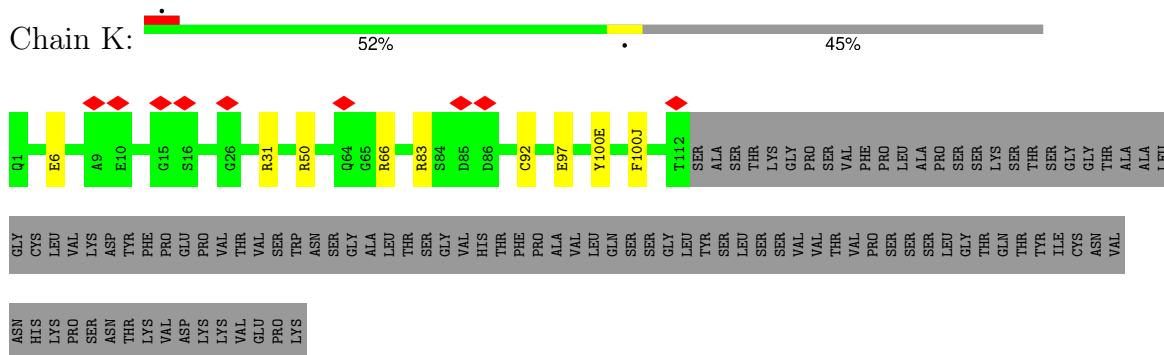 Chain K:
52%
45%
Q1 E6 A9 E10 G15 S16 G26 R31 R50 Q64 G65 R66 R83 S84 D85 D86 C92 E97 Y100E F100J T112 SER ALA SER THR LYS GLY PRO SER VAL PHE PRO LEU ALA PRO SER SER LYS SER THR SER GLY GLY THR ALA ALA LEU
GLY CYS LEU VAL LYS ASP TYR PHE PRO GLU PRO VAL THR VAL SER TRP ASN SER GLY ALA LEU THR SER GLY VAL HIS THR PHE PRO ALA VAL LEU GLN SER SER GLY LEU TYR SER LEU SER SER VAL VAL THR VAL PRO SER SER SER LEU GLY THR GLN THR TYR ILE CYS ASN VAL
ASN HIS LYS PRO SER ASN THR LYS VAL ASP LYS LYS VAL GLU PRO LYS